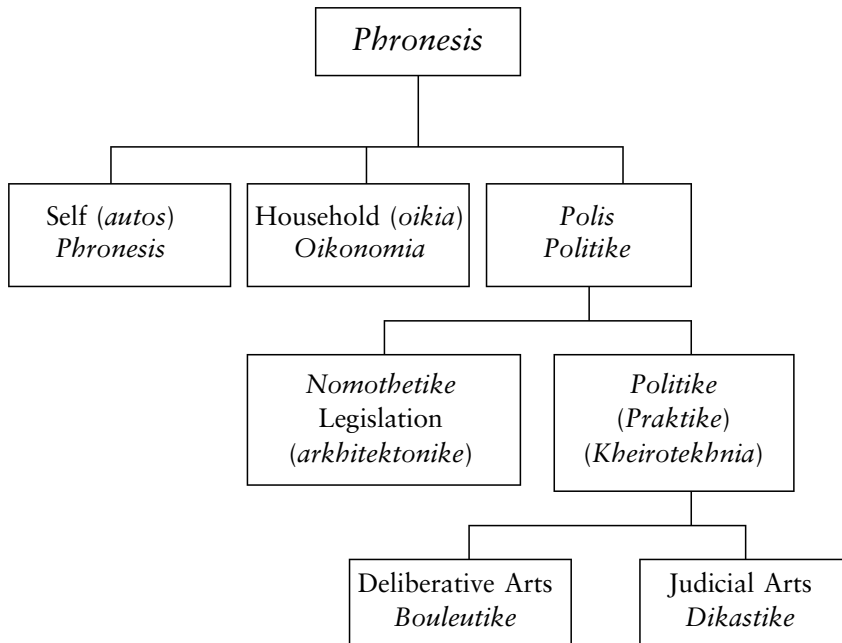 Phronesis
Self (autos)
Phronesis
Household (oikia)
Oikonomia
Polis
Politike
Nomothetike
Legislation
(arkhitektonike)
Politike
(Praktike)
(Kheirotekhnia)
Deliberative Arts
Bouleutike
Judicial Arts
Dikastike